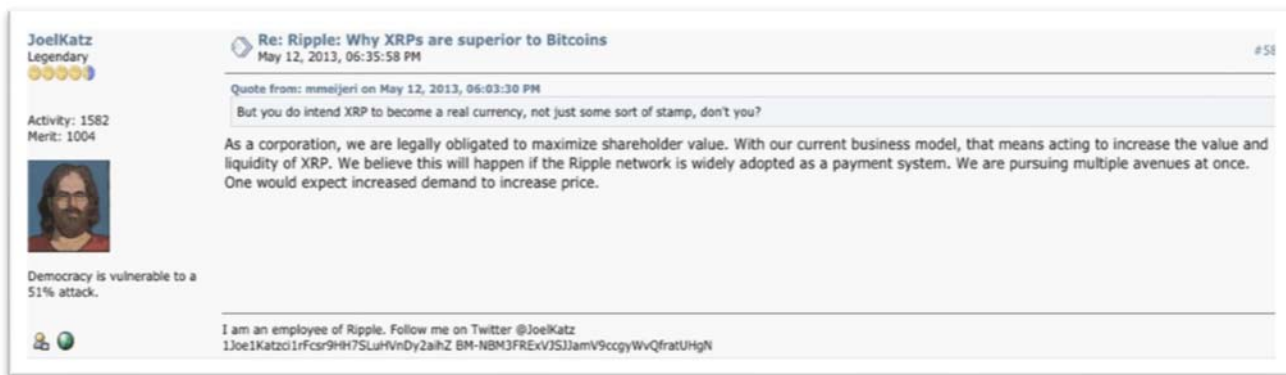 JoelKatz
Legendary
Activity: 1582
Merit: 1004
Democracy is vulnerable to a
51% attack.
Re: Ripple: Why XRPs are superior to Bitcoins
May 12, 2013, 06:35:58 PM
Quote from: mmeijeri on May 12, 2013, 06:03:30 PM
But you do intend XRP to become a real currency, not just some sort of stamp, don't you?
As a corporation, we are legally obligated to maximize shareholder value. With our current business model, that means acting to increase the value and
liquidity of XRP. We believe this will happen if the Ripple network is widely adopted as a payment system. We are pursuing multiple avenues at once.
One would expect increased demand to increase price.
I am an employee of Ripple. Follow me on Twitter @JoelKatz